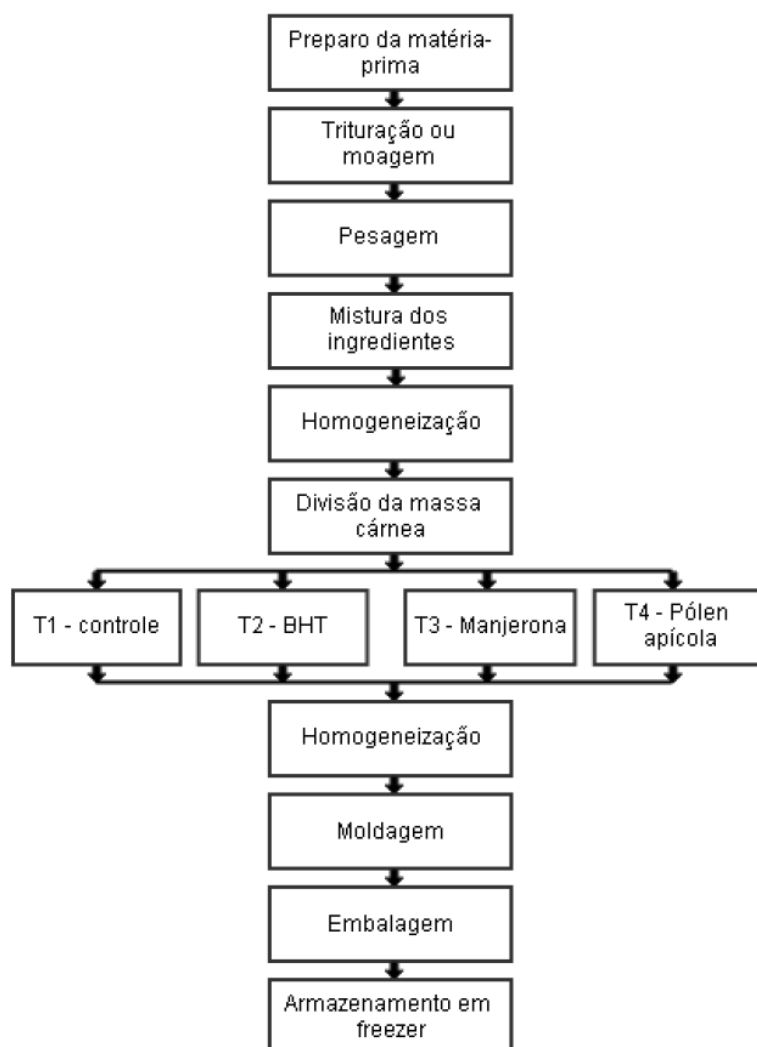 Preparo da matéria-
prima
Trituração ou
moagem
Pesagem
Mistura dos
ingredientes
Homogeneização
Divisão da massa
cárnea
T1 - controle
T2 - BHT
T3 - Manjerona
T4 - Pólen
apícola
Homogeneização
Moldagem
Embalagem
Armazenamento em
freezer